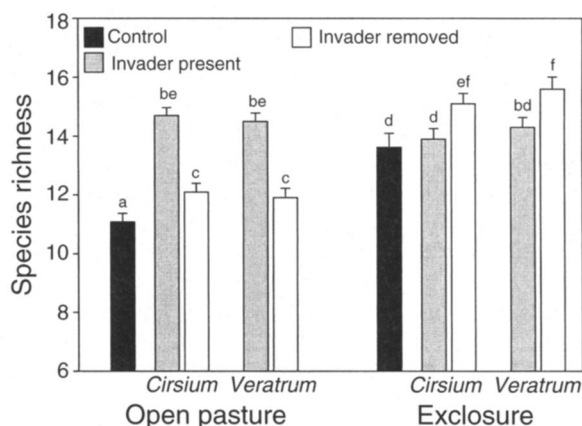 18
Control
Invader removed
Invader present
16
14
12
10
8
6
Species richness
a
be
c
be
c
d
d
ef
bd
f
Cirsium Veratrum Cirsium Veratrum
Open pasture Exclosure